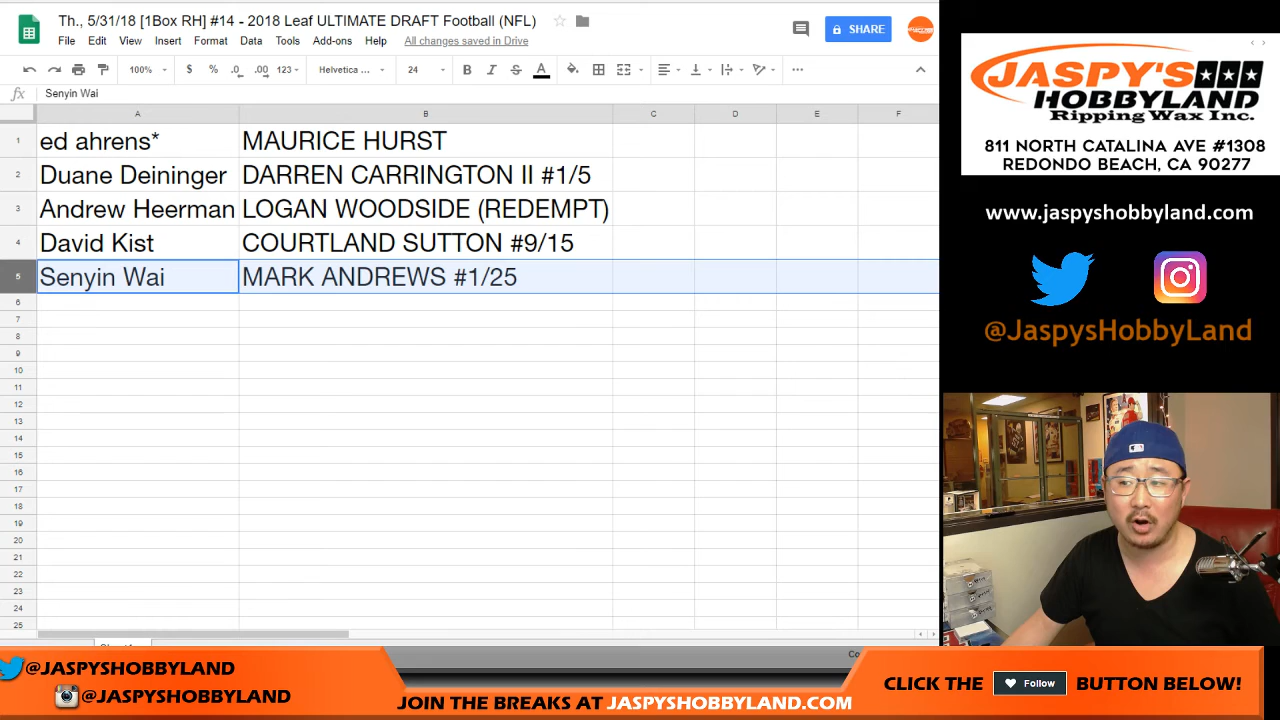 Th., 5/31/18 [1Box RH] #14 - 2018 Leaf ULTIMATE DRAFT Football (NFL)
File Edit View Insert Format Data Tools Add-ons Help All changes saved in Drive
SHARE
100% $ % .0 .00 123 Helvetica ... 24 B I S A
fx Senyin Wai
A B C D E F
1 ed ahrens* MAURICE HURST
2 Duane Deininger DARREN CARRINGTON II #1/5
3 Andrew Heerman LOGAN WOODSIDE (REDEMPT)
4 David Kist COURTLAND SUTTON #9/15
5 Senyin Wai MARK ANDREWS #1/25
6
7
8
9
10
11
12
13
14
15
16
17
18
19
20
21
22
23
24
25
JASPY'S
HOBBYLAND
Ripping Wax Inc.
811 NORTH CATALINA AVE #1308
REDONDO BEACH, CA 90277
www.jaspyshobbyland.com
@JaspysHobbyLand
@JASPYSHOBBYLAND
@JASPYSHOBBYLAND
JOIN THE BREAKS AT JASPYSHOBBYLAND.COM
CLICK THE Follow BUTTON BELOW!